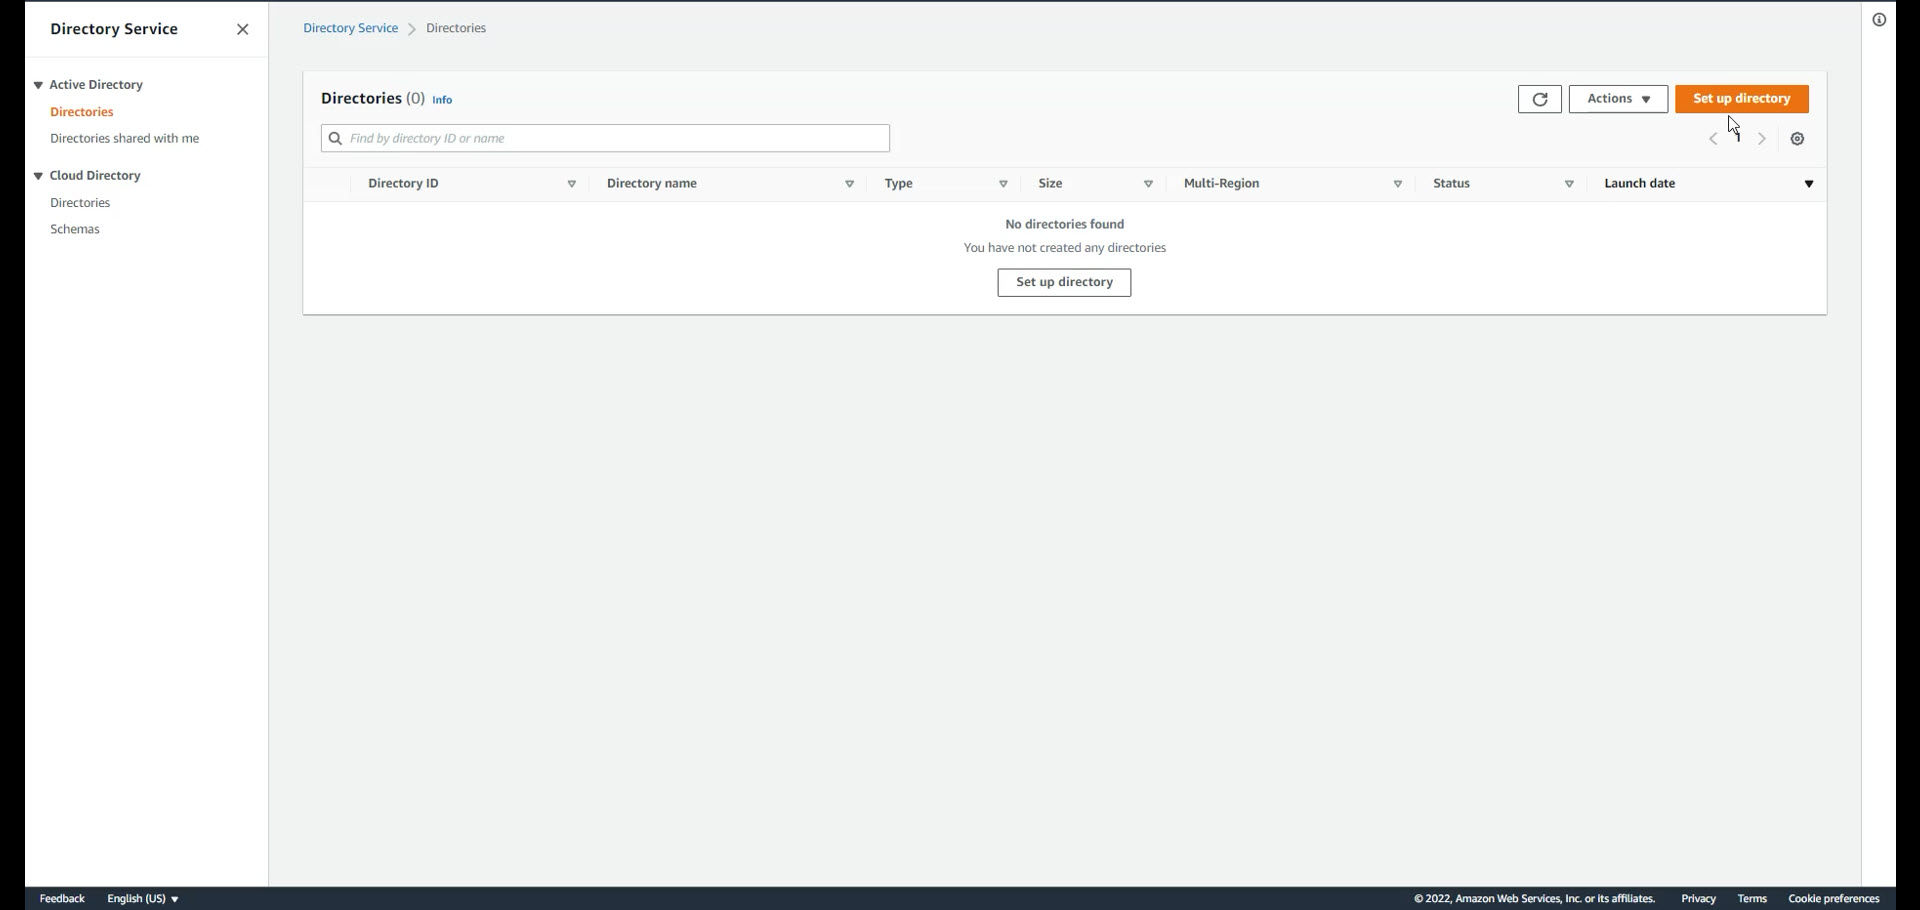 Directory Service
Active Directory
Directories
Directories shared with me
Cloud Directory
Directories
Schemas
Directory Service > Directories
Directories (0) Info
Actions
Set up directory
Find by directory ID or name
1
Directory ID Directory name Type Size Multi-Region Status Launch date
No directories found
You have not created any directories
Set up directory
Feedback English (US) © 2022, Amazon Web Services, Inc. or its affiliates. Privacy Terms Cookie preferences